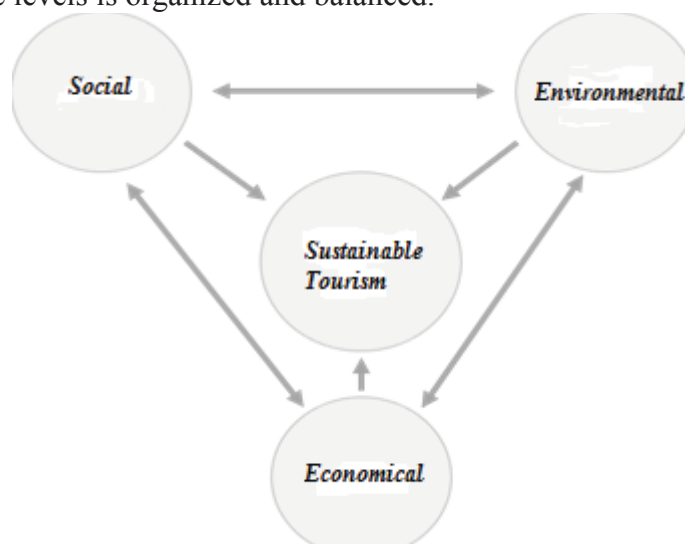 e levels is organized and balanced.
Social
Environmental
Sustainable
Tourism
Economical